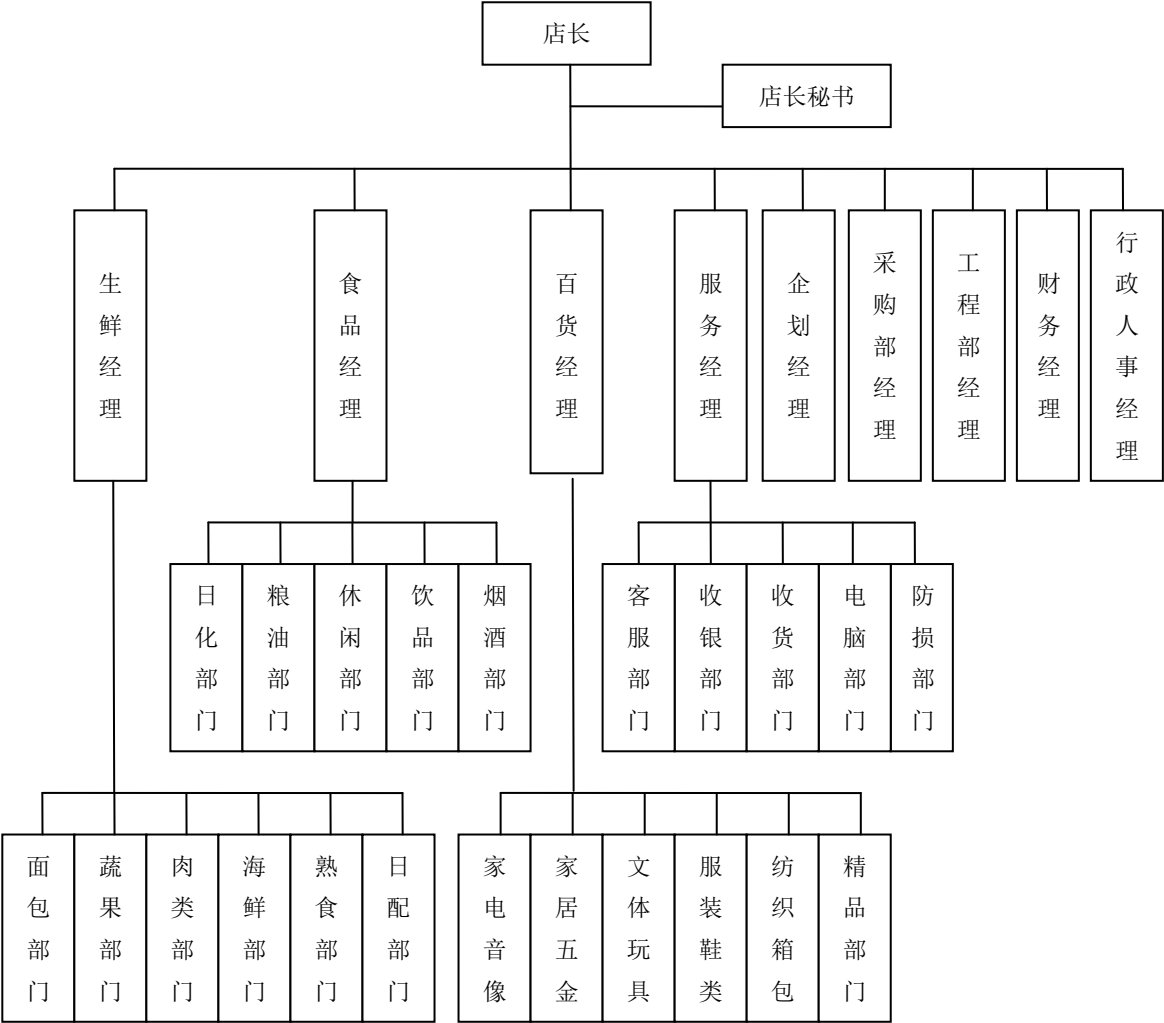 店长
店长秘书
生鲜经理
食品经理
百货经理
服务经理
企划经理
采购部经理
工程部经理
财务经理
行政人事经理
日化部门
粮油部门
休闲部门
饮品部门
烟酒部门
客服部门
收银部门
收货部门
电脑部门
防损部门
面包部门
蔬果部门
肉类部门
海鲜部门
熟食部门
日配部门
家电音像
家居五金
文体玩具
服装鞋类
纺织箱包
精品部门